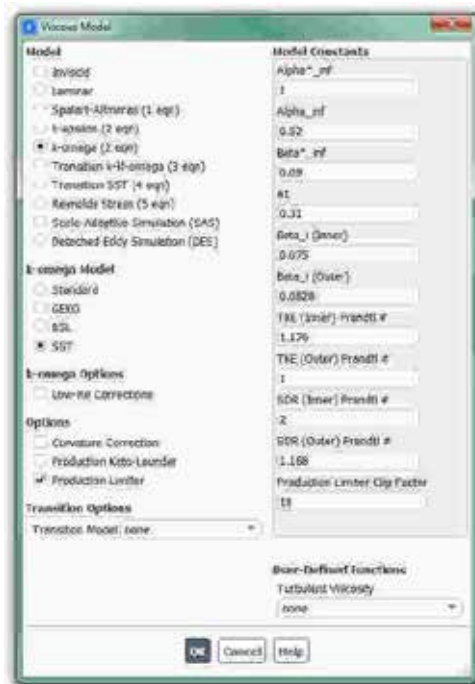 Viscous Model
Model
Inviscid
Laminar
Spalart-Allmaras (1 eqn)
k-epsilon (2 eqn)
k-omega (2 eqn)
Transition k-kl-omega (3 eqn)
Transition SST (4 eqn)
Reynolds Stress (5 eqn)
Scale-Adaptive Simulation (SAS)
Detached Eddy Simulation (DES)
k-omega Model
Standard
GEKO
BSL
SST
k-omega Options
Low-Re Corrections
Options
Curvature Correction
Production Kato-Launder
Production Limiter
Transition Options
Transition Model none
Model Constants
Alpha*_inf
1
Alpha_inf
0.52
Beta*_inf
0.09
a1
0.31
Beta_i (Inner)
0.075
Beta_i (Outer)
0.0828
TKE (Inner) Prandtl #
1.176
TKE (Outer) Prandtl #
1
SDR (Inner) Prandtl #
2
SDR (Outer) Prandtl #
1.168
Production Limiter Clip Factor
10
User-Defined Functions
Turbulent Viscosity
none
OK Cancel Help